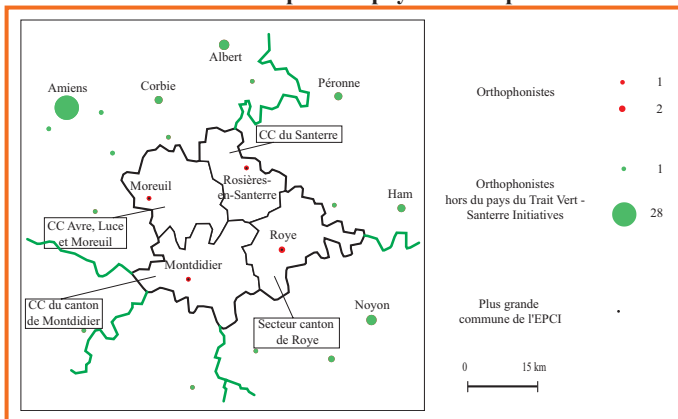 Albert
Amiens
Corbie
Péronne
CC du Santerre
Moreuil
Rosières-
en-Santerre
CC Avre, Luce
et Moreuil
Ham
Roye
Montdidier
CC du canton
de Montdidier
Secteur canton
de Roye
Noyon
Orthophonistes
1
2
Orthophonistes
hors du pays du Trait Vert -
Santerre Initiatives
1
28
Plus grande
commune de l'EPCI
0
15 km